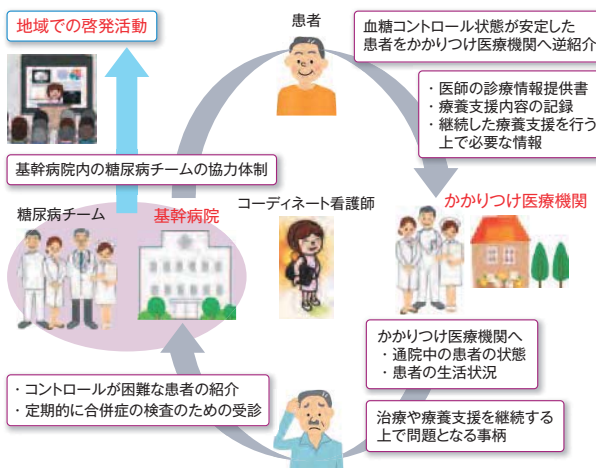 地域での啓発活動
患者
血糖コントロール状態が安定した
患者をかかりつけ医療機関へ逆紹介
・医師の診療情報提供書
・療養支援内容の記録
・継続した療養支援を行う
上で必要な情報
基幹病院内の糖尿病チームの協力体制
糖尿病チーム
基幹病院
コーディネート看護師
かかりつけ医療機関
かかりつけ医療機関へ
・通院中の患者の状態
・患者の生活状況
・コントロールが困難な患者の紹介
・定期的に合併症の検査のための受診
治療や療養支援を継続する
上で問題となる事柄